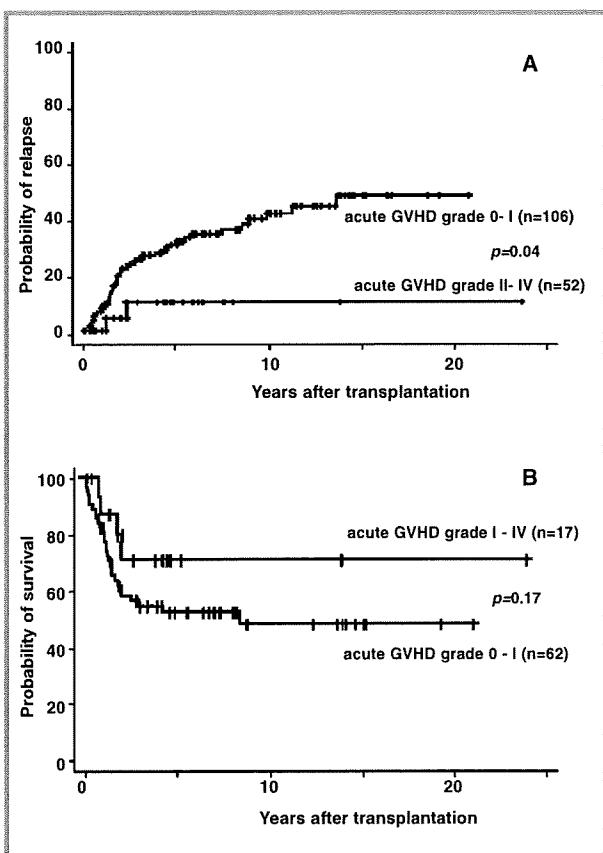 A
100
80
60
40
20
0
Probability of relapse
acute GVHD grade 0- I (n=106)
p=0.04
acute GVHD grade II- IV (n=52)
0 10 20
Years after transplantation
B
100
80
60
40
20
0
Probability of survival
acute GVHD grade I - IV (n=17)
p=0.17
acute GVHD grade 0 - I (n=62)
0 10 20
Years after transplantation